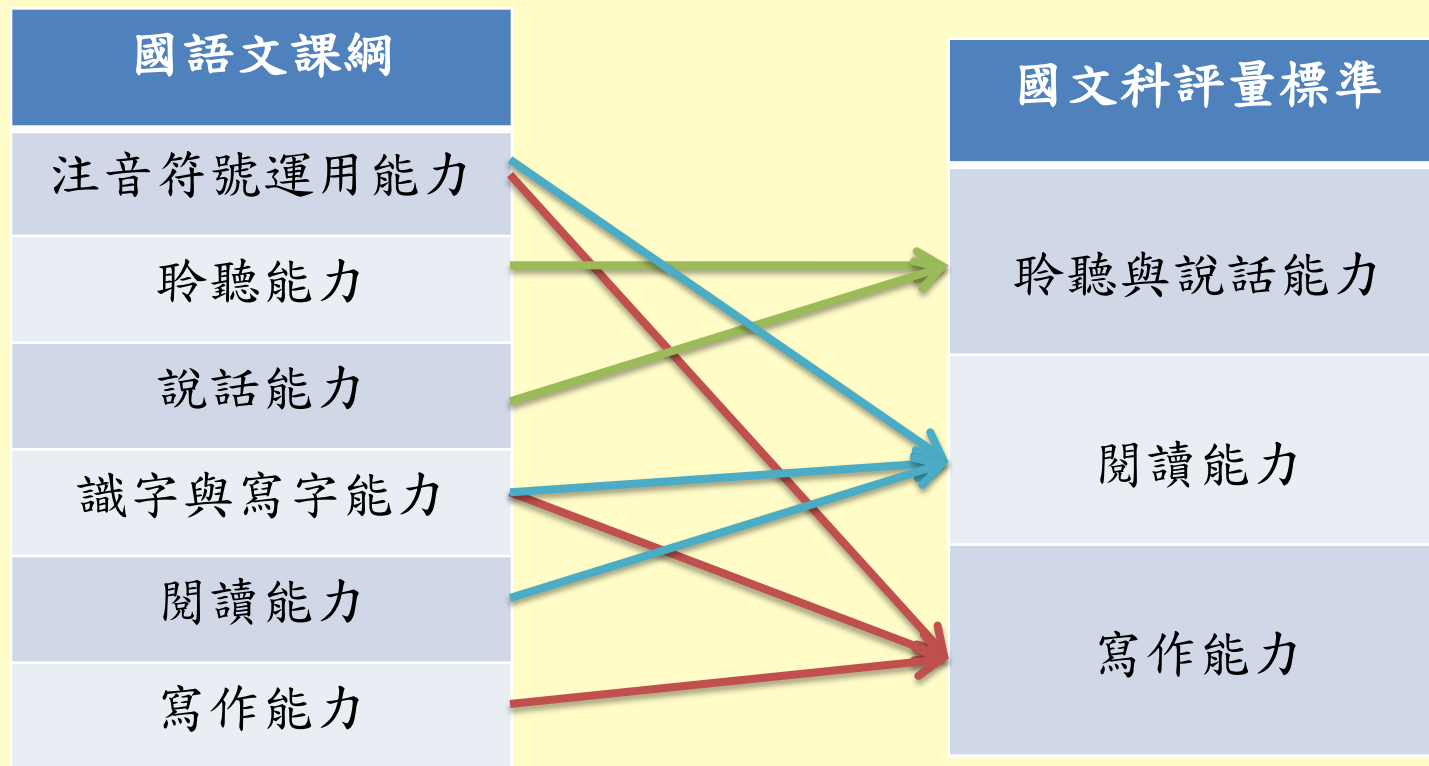 國語文課綱
注音符號運用能力
聆聽能力
說話能力
識字與寫字能力
閱讀能力
寫作能力
國文科評量標準
聆聽與說話能力
閱讀能力
寫作能力